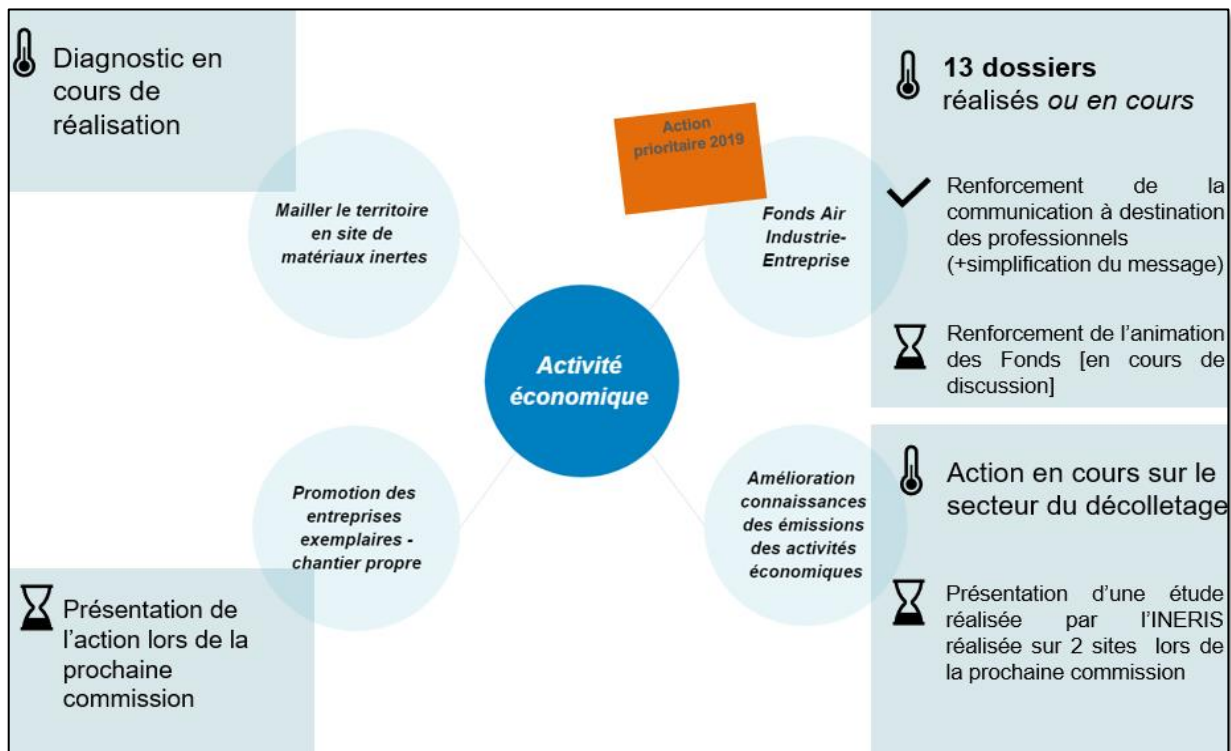 Diagnostic en
cours de
réalisation
Mailler le territoire
en site de
matériaux inertes
Action
prioritaire 2019
Fonds Air
Industrie-
Entreprise
13 dossiers
réalisés ou en cours
Renforcement de la
communication à destination
des professionnels
(+simplification du message)
Renforcement de l’animation
des Fonds [en cours de
discussion]
Activité
économique
Promotion des
entreprises
exemplaires -
chantier propre
Présentation de
l’action lors de la
prochaine
commission
Amélioration
connaissances
des émissions
des activités
économiques
Action en cours sur le
secteur du décolletage
Présentation d’une étude
réalisée par l’INERIS
réalisée sur 2 sites lors de
la prochaine commission